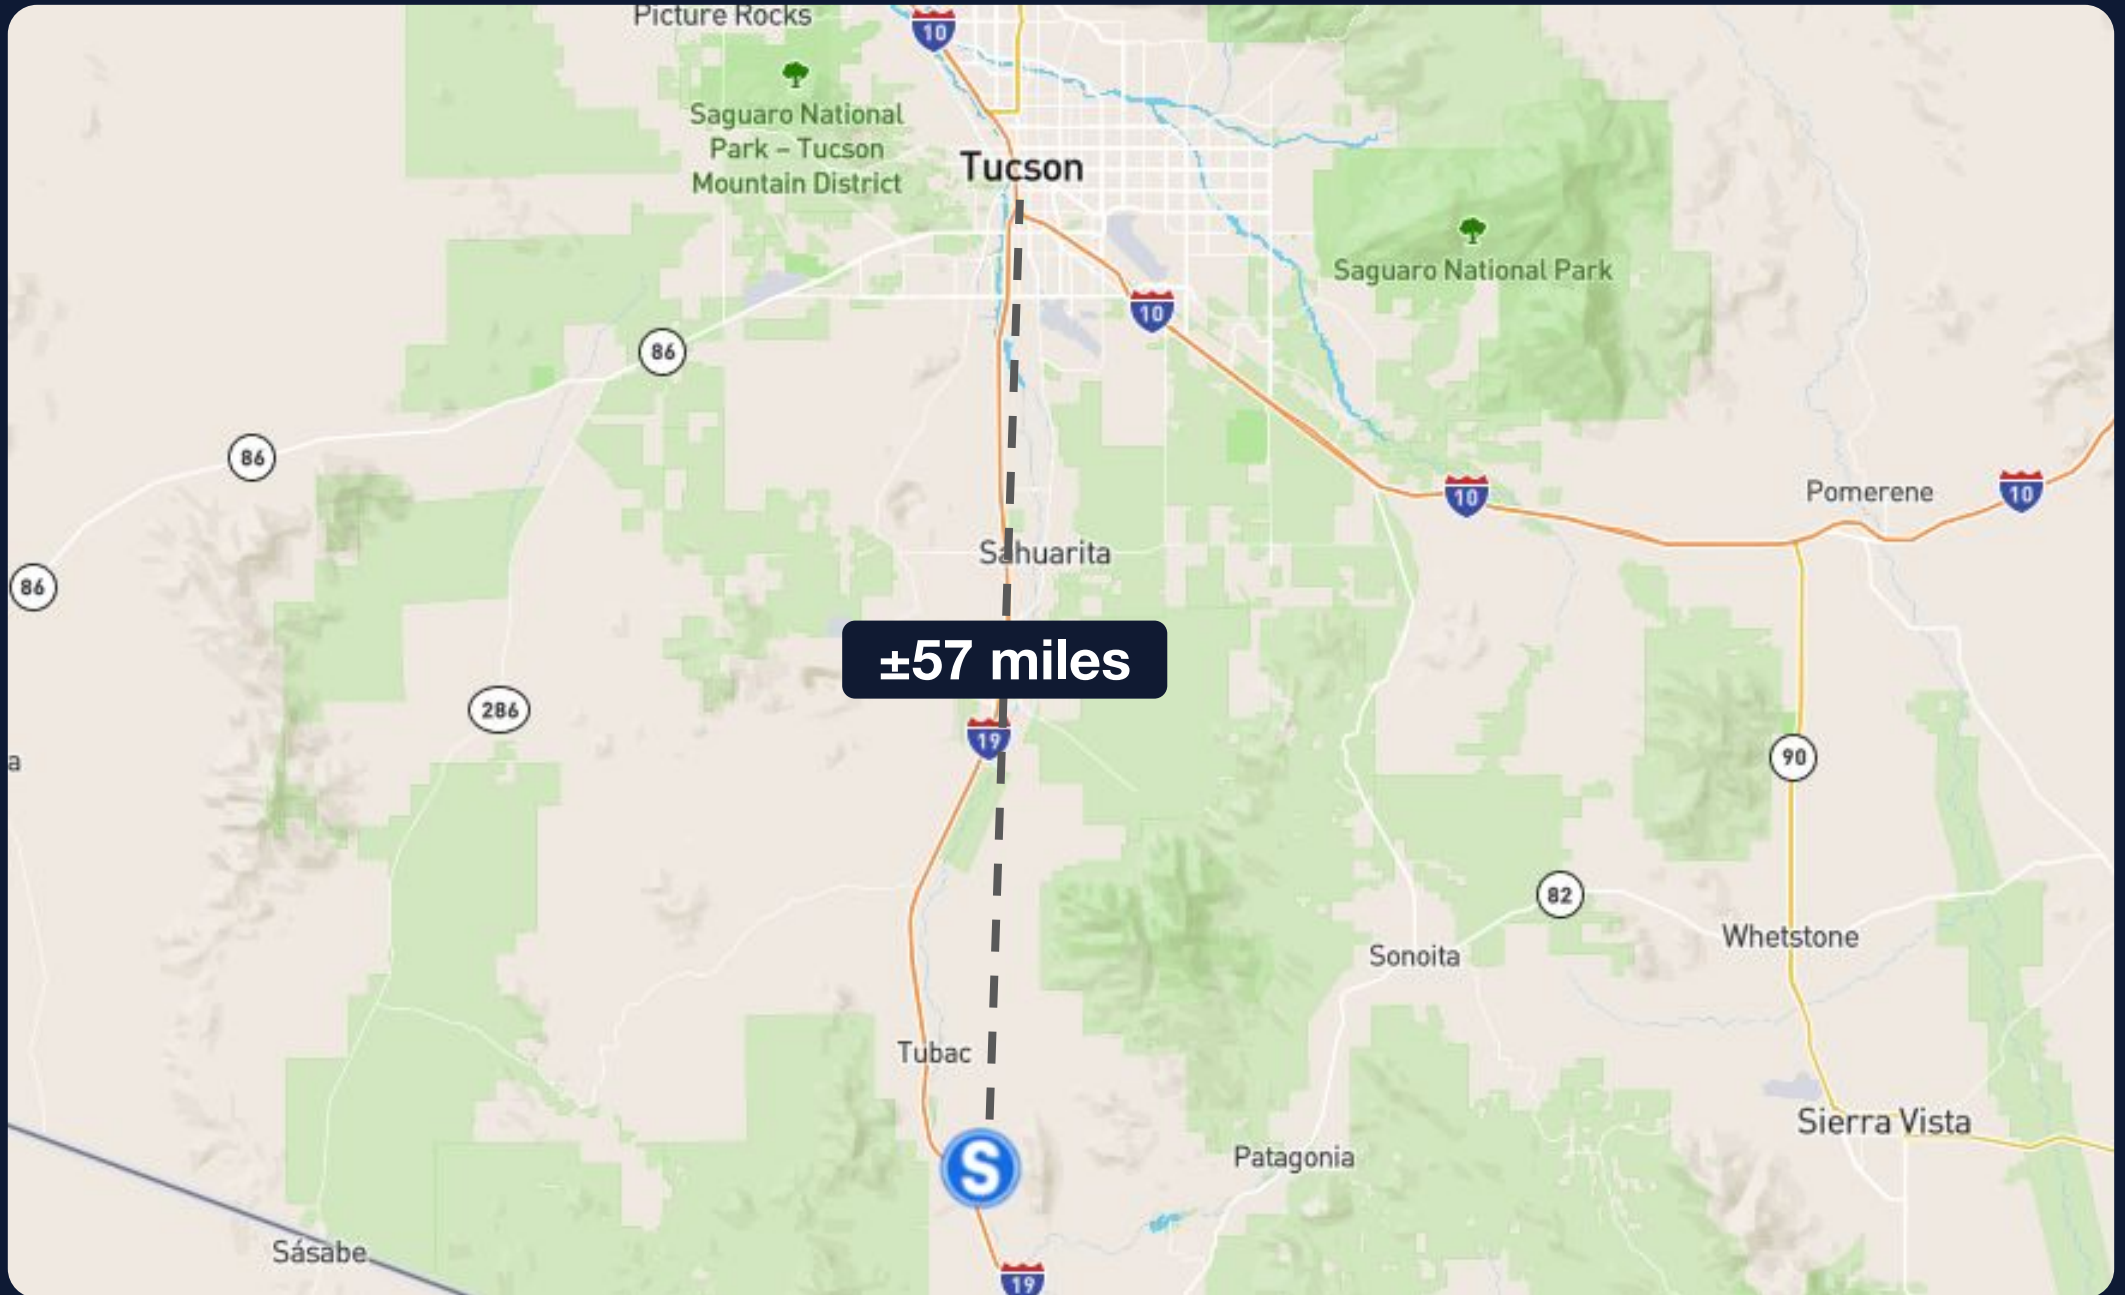 Picture Rocks
10
Saguaro National
Park – Tucson
Mountain District
Tucson
Saguaro National Park
10
86
86
10
Pomerene
10
Sahuarita
86
±57 miles
286
19
a
90
82
Whetstone
Sonoita
Tubac
Sierra Vista
S
Patagonia
Sásabe
19